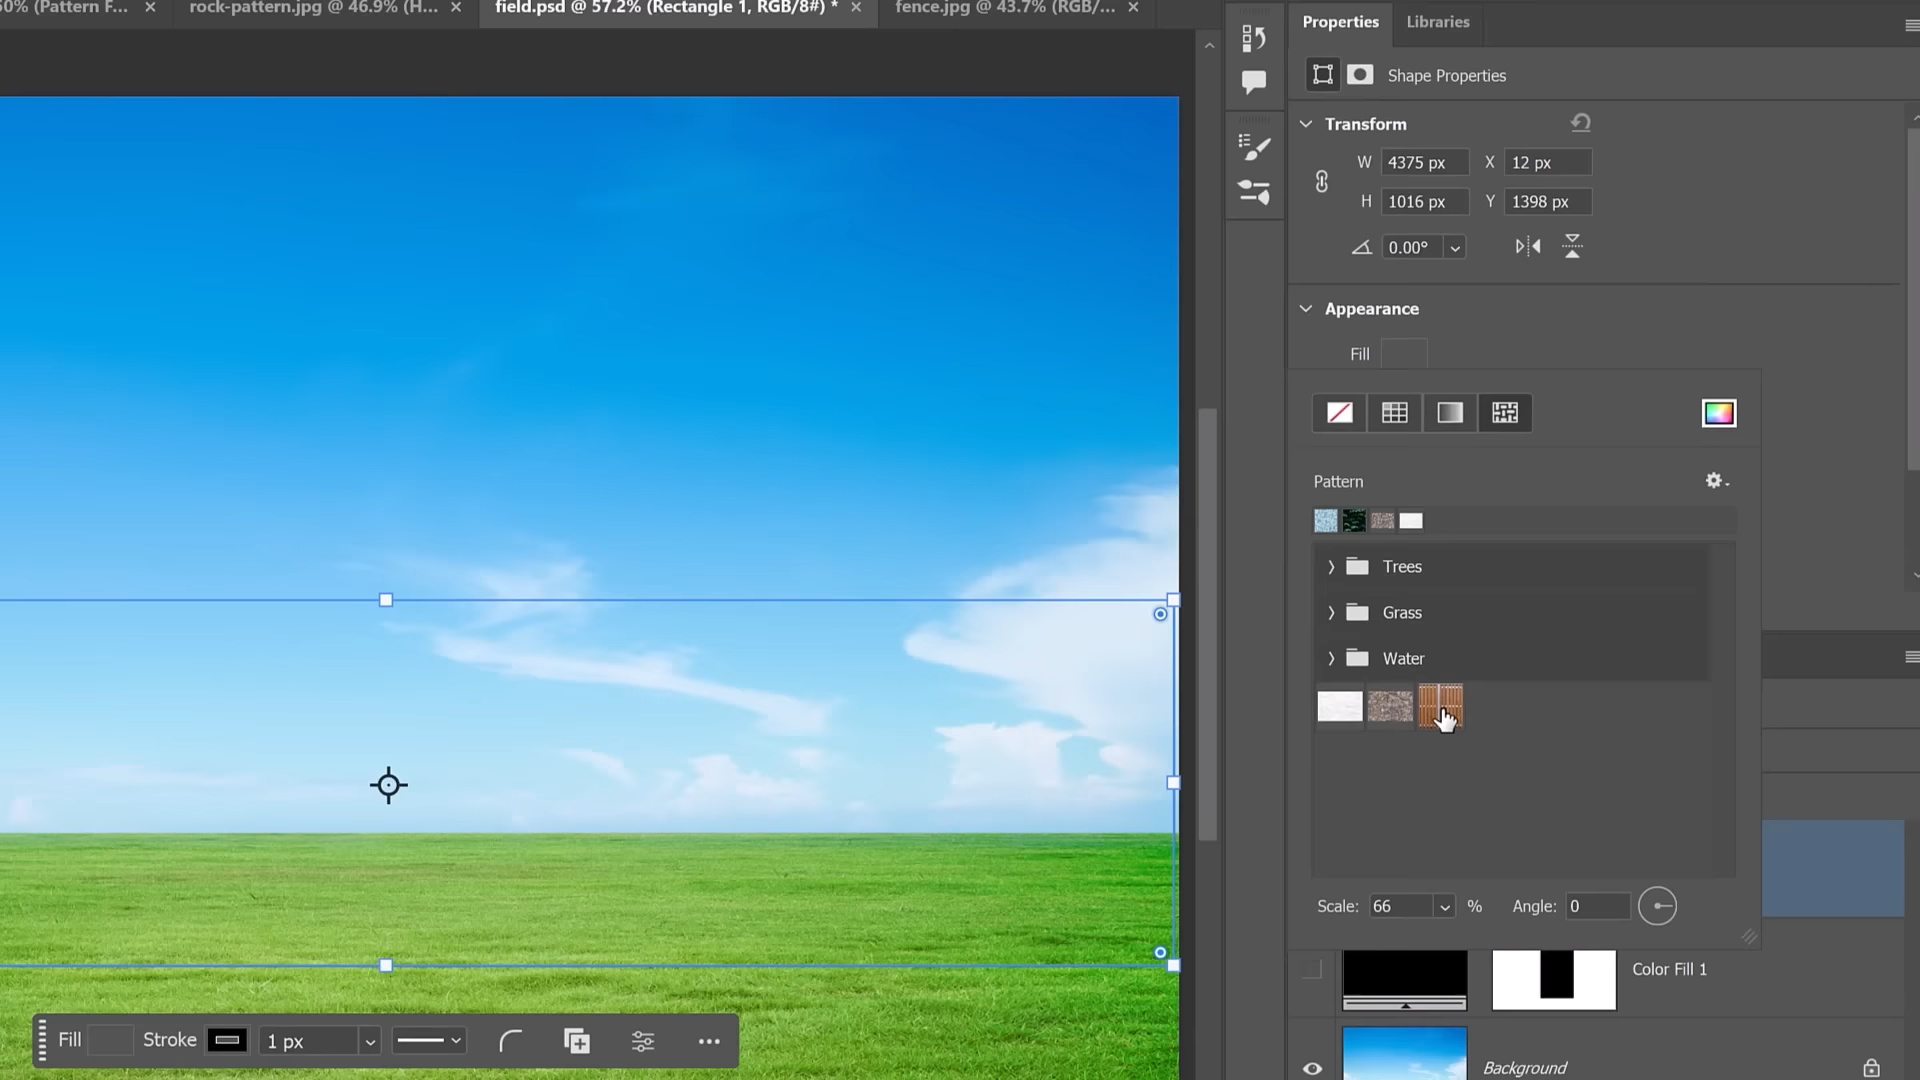 50% (Pattern F... ×
rock-pattern.jpg @ 46.9% (H... ×
field.psd @ 57.2% (Rectangle 1, RGB/8#) * ×
fence.jpg @ 43.7% (RGB/... ×
Properties
Libraries
Shape Properties
Transform
W 4375 px X 12 px
H 1016 px Y 1398 px
0.00°
Appearance
Fill
Pattern
Trees
Grass
Water
Scale: 66 % Angle: 0
Color Fill 1
Background
Fill Stroke 1 px